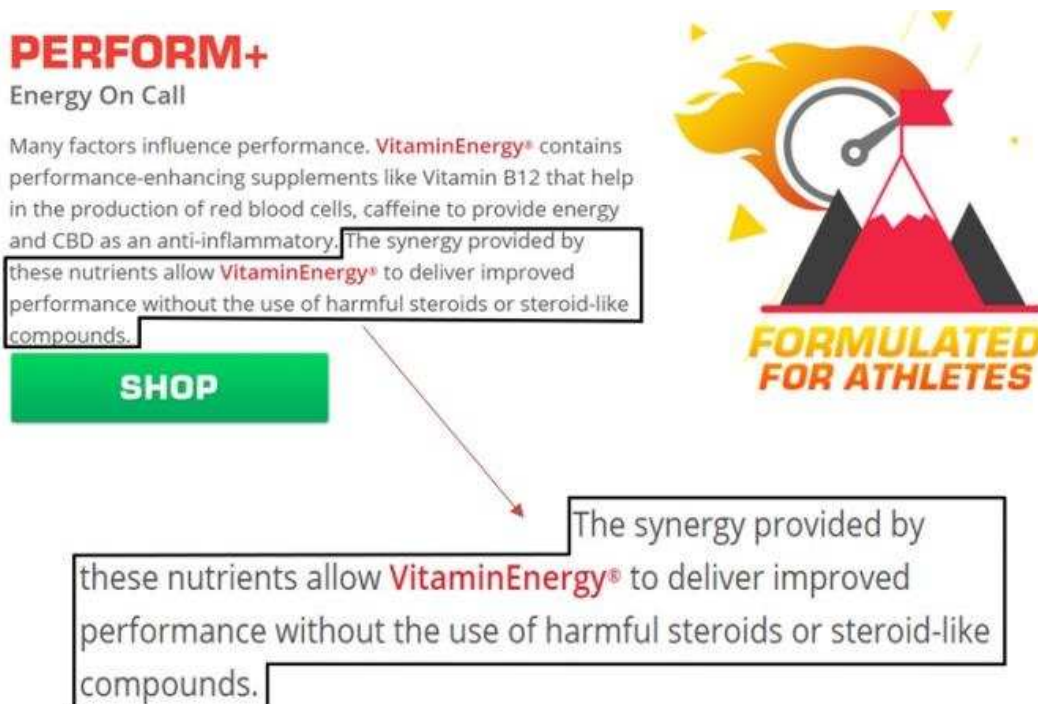 PERFORM+
Energy On Call
Many factors influence performance. VitaminEnergy® contains
performance-enhancing supplements like Vitamin B12 that help
in the production of red blood cells, caffeine to provide energy
and CBD as an anti-inflammatory. The synergy provided by
these nutrients allow VitaminEnergy® to deliver improved
performance without the use of harmful steroids or steroid-like
compounds.
SHOP
FORMULATED
FOR ATHLETES
The synergy provided by
these nutrients allow VitaminEnergy® to deliver improved
performance without the use of harmful steroids or steroid-like
compounds.